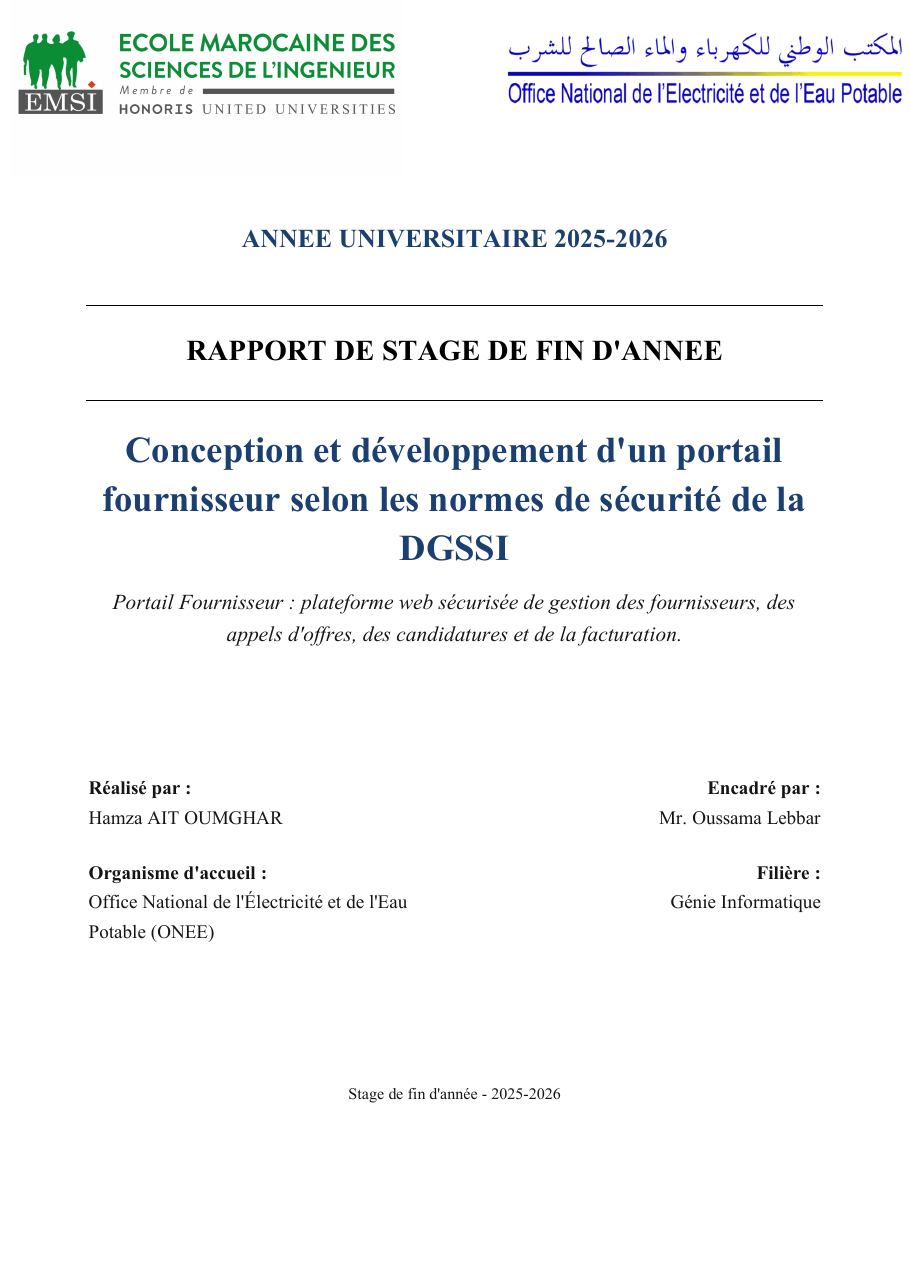 ECOLE MAROCAINE DES
SCIENCES DE L'INGENIEUR
Membre de
HONORIS UNITED UNIVERSITIES
EMSI
المكتب الوطني للكهرباء والماء الصالح للشرب
Office National de l'Electricité et de l'Eau Potable
ANNEE UNIVERSITAIRE 2025-2026
RAPPORT DE STAGE DE FIN D'ANNEE
Conception et développement d'un portail
fournisseur selon les normes de sécurité de la
DGSSI
Portail Fournisseur : plateforme web sécurisée de gestion des fournisseurs, des
appels d'offres, des candidatures et de la facturation.
Réalisé par :
Hamza AIT OUMGHAR
Encadré par :
Mr. Oussama Lebbar
Organisme d'accueil :
Office National de l'Électricité et de l'Eau
Potable (ONEE)
Filière :
Génie Informatique
Stage de fin d'année - 2025-2026